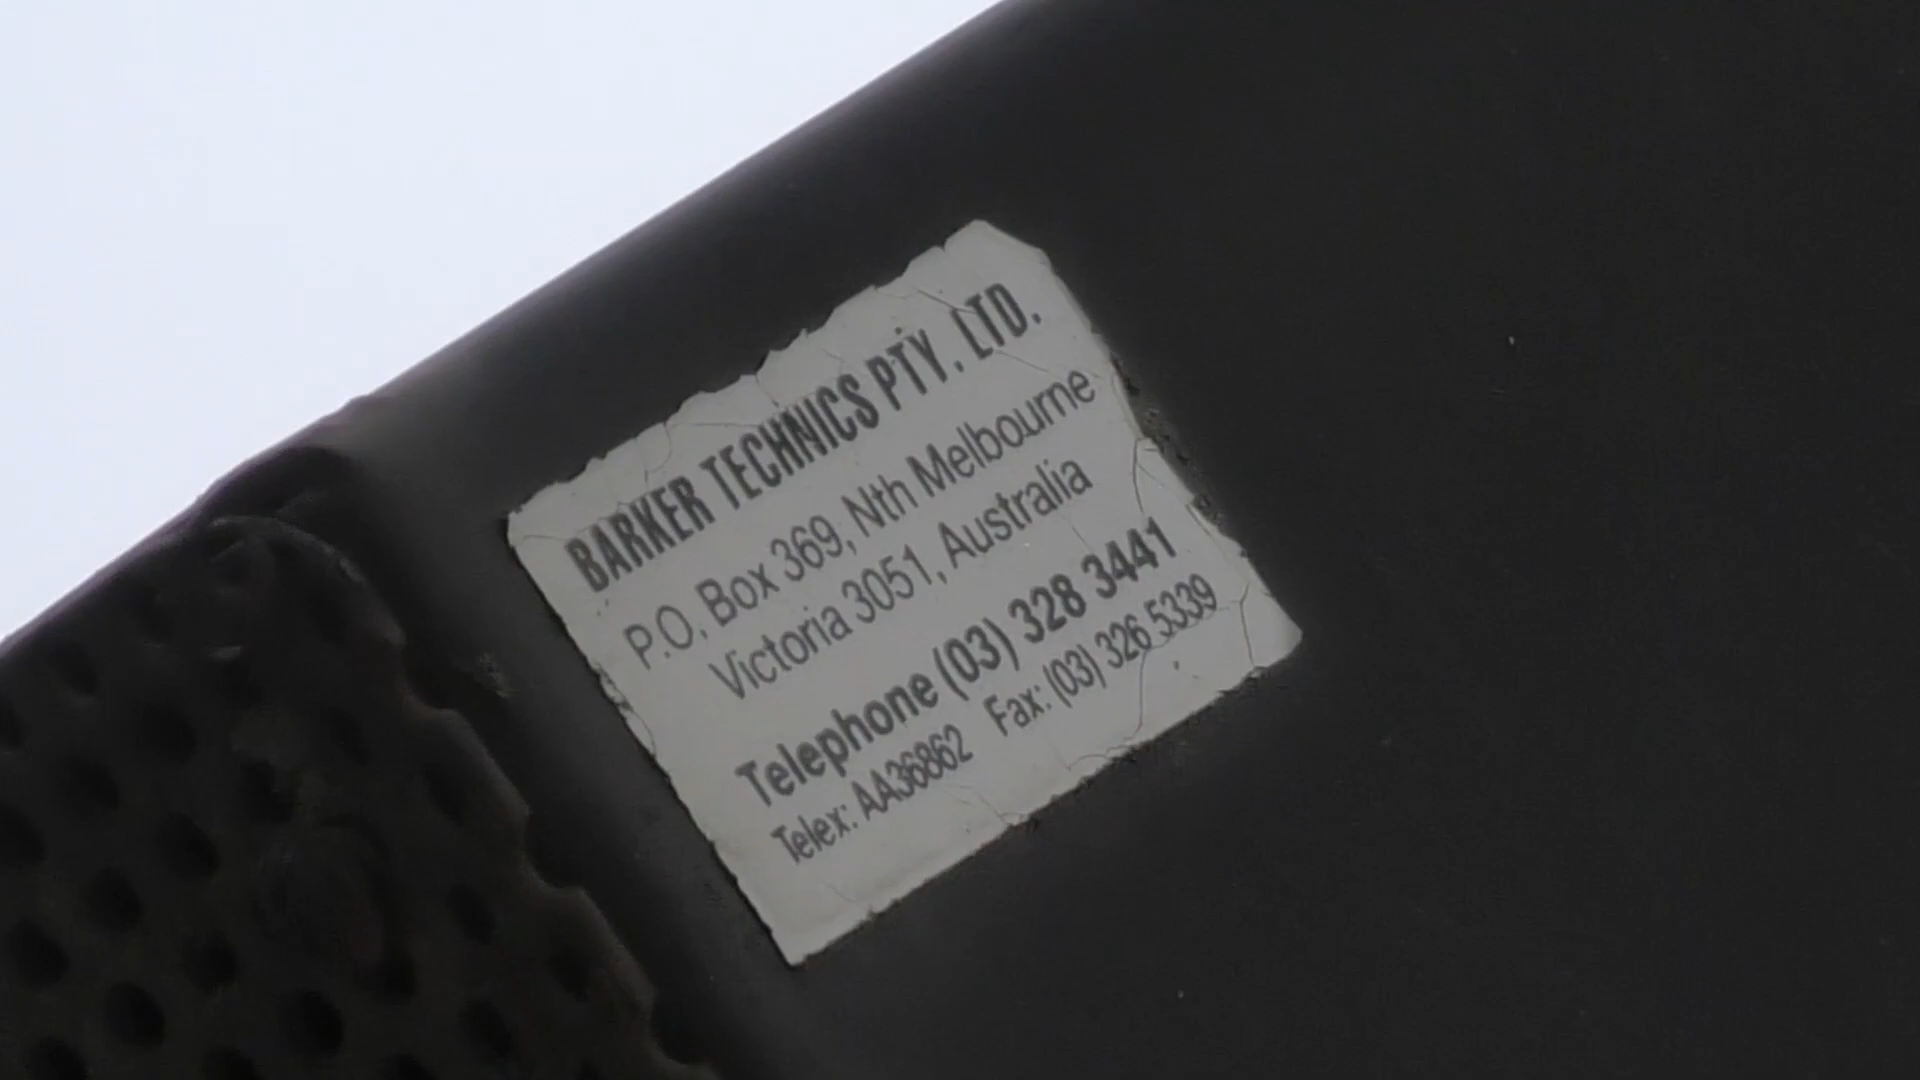 BARKER TECHNICS PTY. LTD.
P.O. Box 369, Nth Melbourne
Victoria 3051, Australia
Telephone (03) 328 3441
Telex: AA36862 Fax: (03) 326 5339